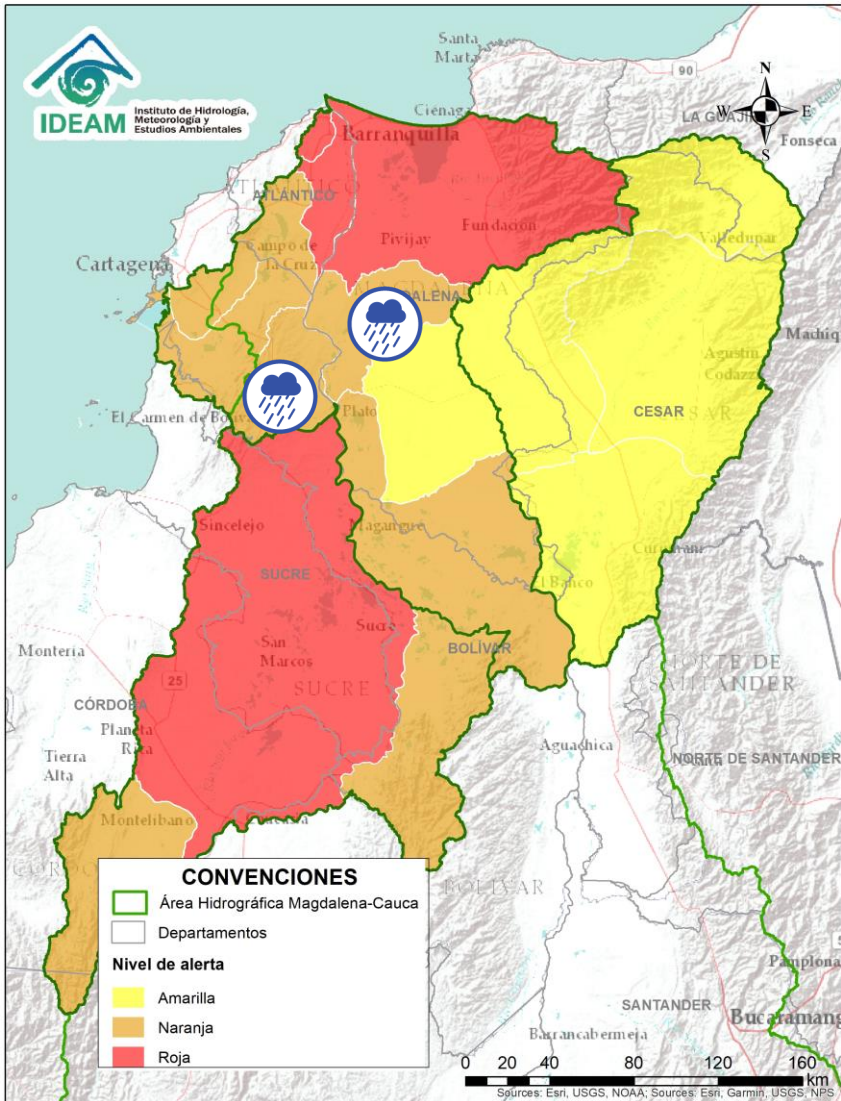 IDEAM
Instituto de Hidrología,
Meteorología y
Estudios Ambientales
Santa
Marta
90
N
W
E
S
Ciénaga
LA GUAJIRA
Fonseca
Barranquilla
ATLÁNTICO
Fundación
Pivijay
Valledupar
Campo de
la Cruz
Cartagena
MAGDALENA
Machiq
Agustín
Codazzi
CESAR
Plato
El Carmen de Bolívar
Sincelejo
Magangue
Curumaní
SUCRE
El Banco
Sucre
Montería
San
Marcos
BOLÍVAR
SUCRE
NORTE DE
SANTANDER
25
CÓRDOBA
Planeta
Rica
Tierra
Alta
Aguachica
NORTE DE SANTANDER
Montelibano
Caucasia
BOLÍVAR
CONVENCIONES
Área Hidrográfica Magdalena-Cauca
Departamentos
Nivel de alerta
Amarilla
Naranja
Roja
Pamplona
SANTANDER
Bucaramang
Barrancabermeja
0 20 40 80 120 160
km
Sources: Esri, USGS, NOAA; Sources: Esri, Garmin, USGS, NPS